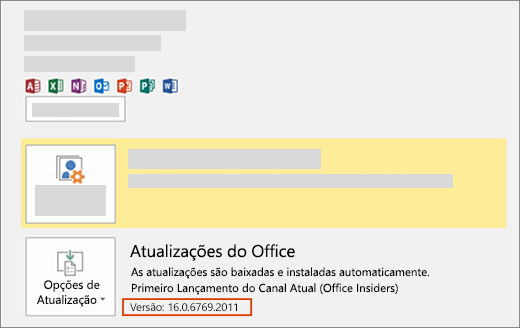 Atualizações do Office
As atualizações são baixadas e instaladas automaticamente.
Primeiro Lançamento do Canal Atual (Office Insiders)
Versão: 16.0.6769.2011
Opções de
Atualização